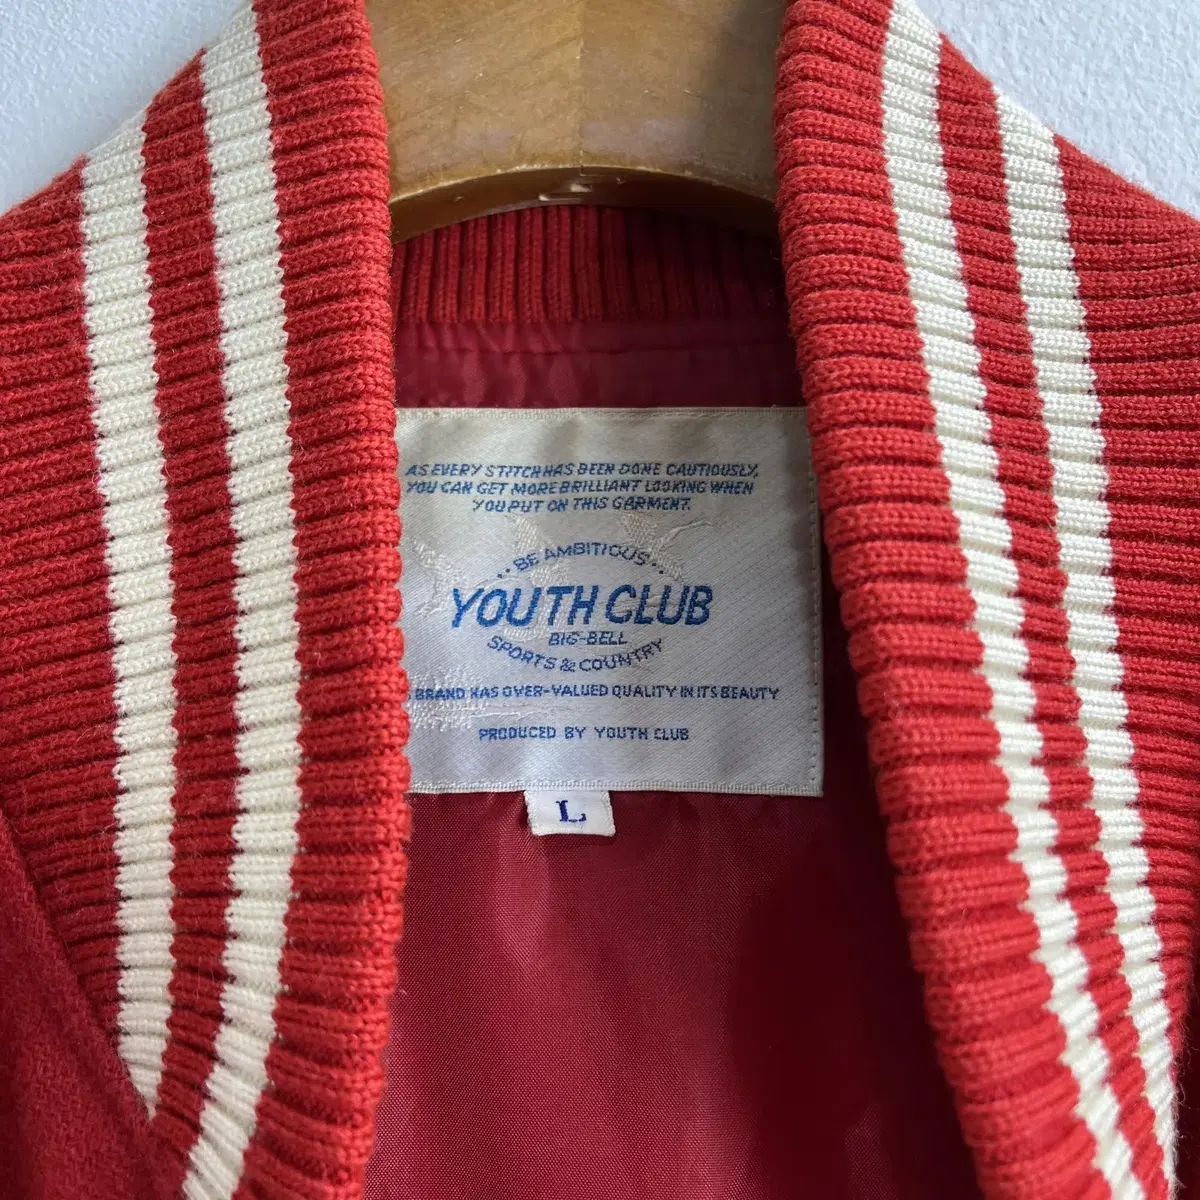 AS EVERY STITCH HAS BEEN DONE CAUTIOUSLY,
YOU CAN GET MORE BRILLIANT LOOKING WHEN
YOU PUT ON THIS GARMENT.
·· BE AMBITIOUS ··
YOUTH CLUB
BIG-BELL
SPORTS & COUNTRY
BRAND HAS OVER-VALUED QUALITY IN ITS BEAUTY
PRODUCED BY YOUTH CLUB
L